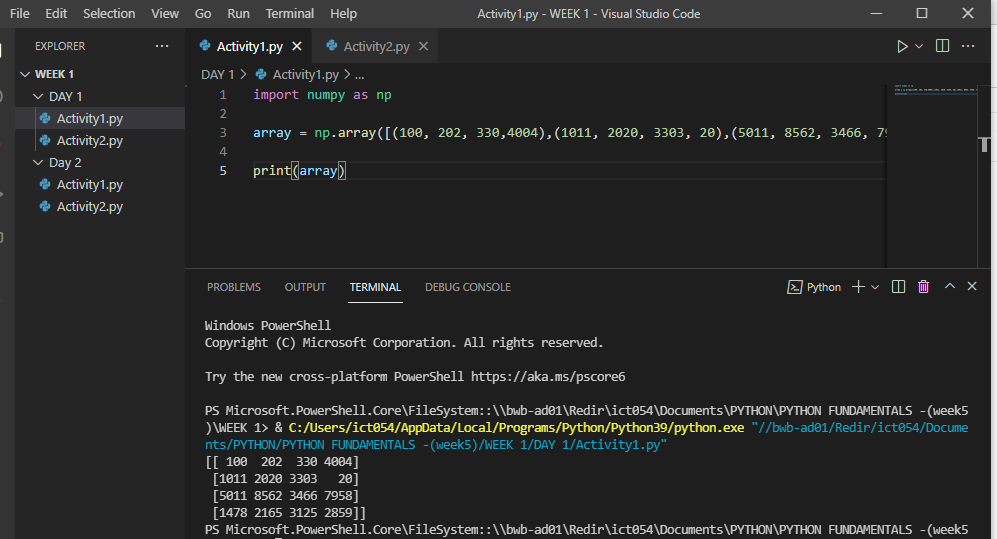 File Edit Selection View Go Run Terminal Help Activity1.py - WEEK 1 - Visual Studio Code
EXPLORER
WEEK 1
DAY 1
Activity1.py
Activity2.py
Day 2
Activity1.py
Activity2.py
Activity1.py Activity2.py
DAY 1 > Activity1.py > ...
1 import numpy as np
2
3 array = np.array([(100, 202, 330,4004),(1011, 2020, 3303, 20),(5011, 8562, 3466, 79
4
5 print(array)
PROBLEMS OUTPUT TERMINAL DEBUG CONSOLE Python
Windows PowerShell
Copyright (C) Microsoft Corporation. All rights reserved.
Try the new cross-platform PowerShell https://aka.ms/pscore6
PS Microsoft.PowerShell.Core\FileSystem::\\bwb-ad01\Redir\ict054\Documents\PYTHON\PYTHON FUNDAMENTALS -(week5
)\WEEK 1> & C:/Users/ict054/AppData/Local/Programs/Python/Python39/python.exe "//bwb-ad01/Redir/ict054/Docume
nts/PYTHON/PYTHON FUNDAMENTALS -(week5)/WEEK 1/DAY 1/Activity1.py"
[[ 100  202  330 4004]
 [1011 2020 3303   20]
 [5011 8562 3466 7958]
 [1478 2165 3125 2859]]
PS Microsoft.PowerShell.Core\FileSystem::\\bwb-ad01\Redir\ict054\Documents\PYTHON\PYTHON FUNDAMENTALS -(week5